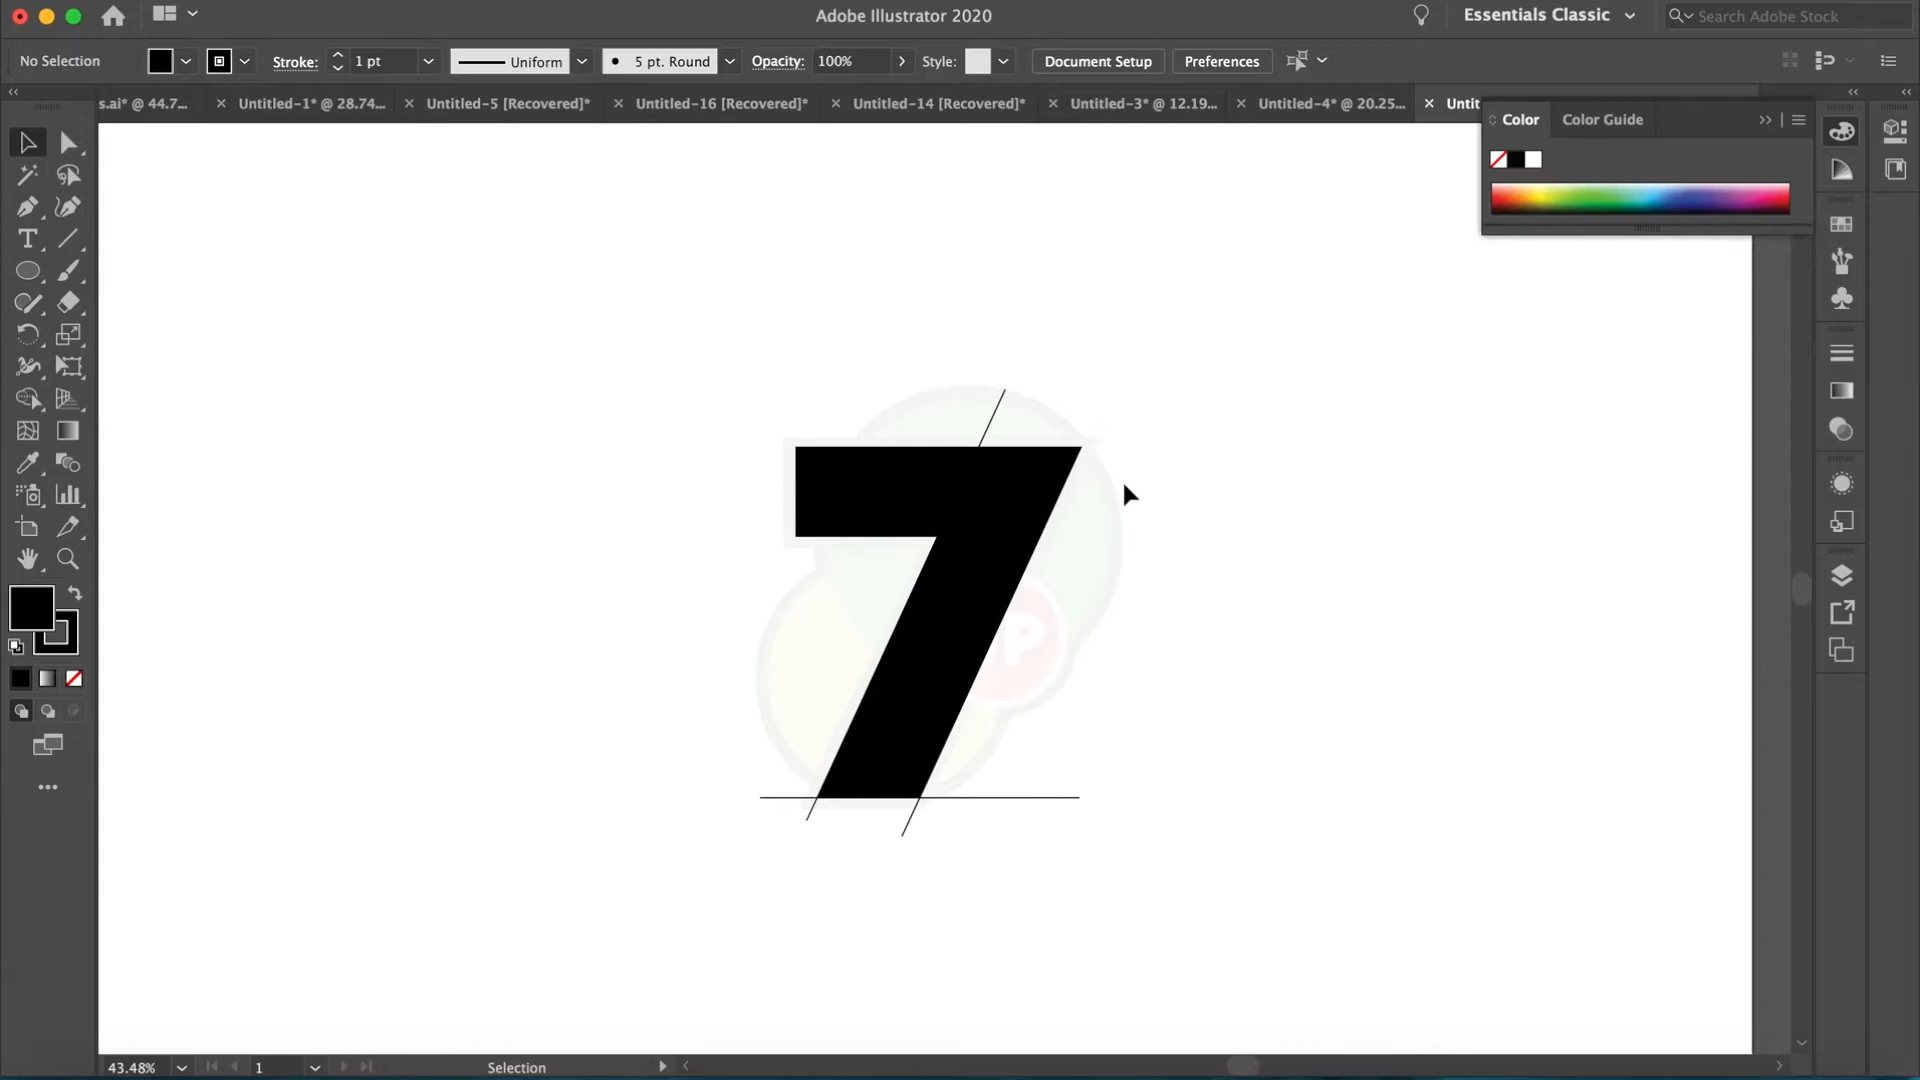 Adobe Illustrator 2020
Essentials Classic
Search Adobe Stock
No Selection
Stroke:
1 pt
Uniform
5 pt. Round
Opacity:
100%
Style:
Document Setup
Preferences
s.ai* @ 44.7...
Untitled-1* @ 28.74...
Untitled-5 [Recovered]*
Untitled-16 [Recovered]*
Untitled-14 [Recovered]*
Untitled-3* @ 12.19...
Untitled-4* @ 20.25...
Untit
Color
Color Guide
7
P
43.48%
1
Selection